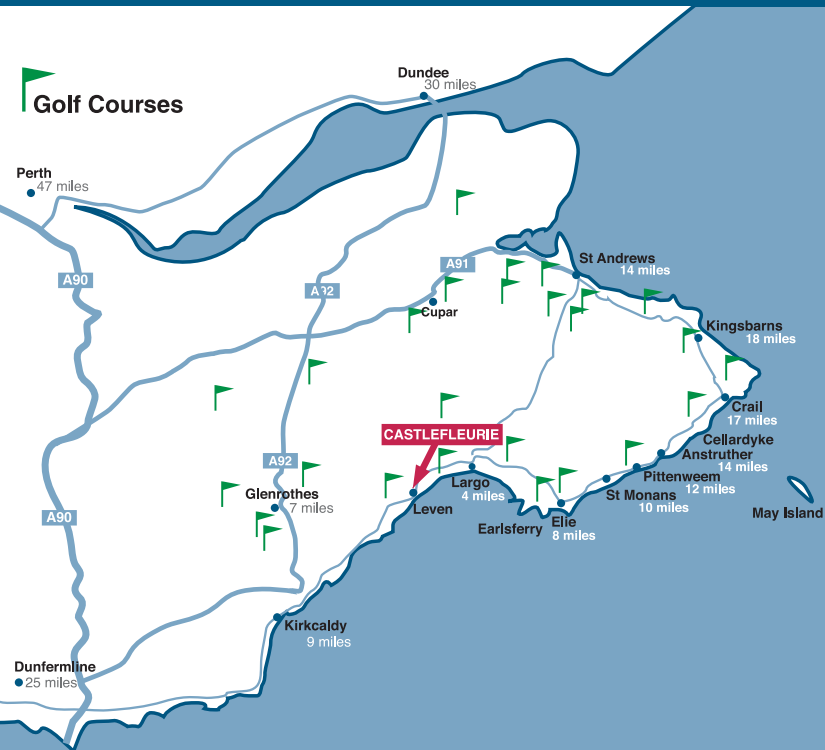 Dundee
30 miles
Golf Courses
Perth
47 miles
St Andrews
14 miles
A91
A90
A92
Cupar
Kingsbarns
18 miles
Crail
17 miles
CASTLEFLEURIE
Cellardyke
Anstruther
14 miles
A92
Largo
4 miles
Pittenweem
12 miles
Glenrothes
7 miles
St Monans
10 miles
Leven
May Island
A90
Earlsferry
Elie
8 miles
Kirkcaldy
9 miles
Dunfermline
25 miles